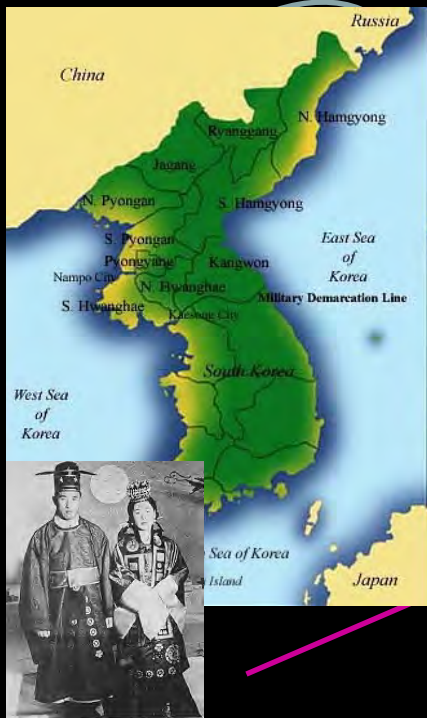 Russia
China
N. Hamgyong
Ryanggang
Jagang
N. Pyongan
S. Hamgyong
S. Pyongan
East Sea
of
Korea
Pyongyang
Kangwon
Nampo City
N. Hwanghae
Military Demarcation Line
S. Hwanghae
Kaesong City
South Korea
West Sea
of
Korea
Sea of Korea
Island
Japan